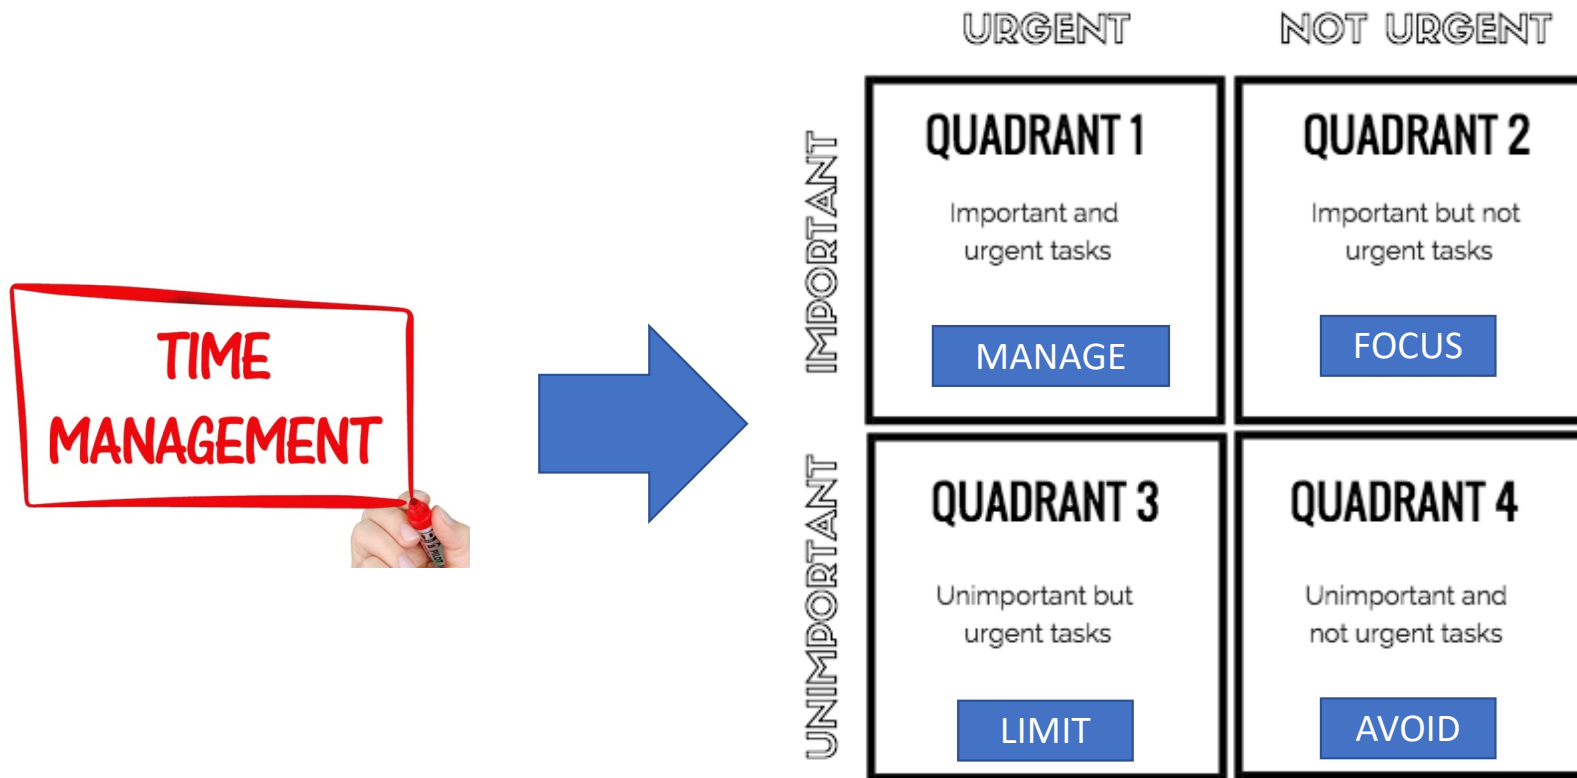 URGENT
NOT URGENT
IMPORTANT
QUADRANT 1
Important and
urgent tasks
MANAGE
QUADRANT 2
Important but not
urgent tasks
FOCUS
TIME
MANAGEMENT
UNIMPORTANT
QUADRANT 3
Unimportant but
urgent tasks
LIMIT
QUADRANT 4
Unimportant and
not urgent tasks
AVOID